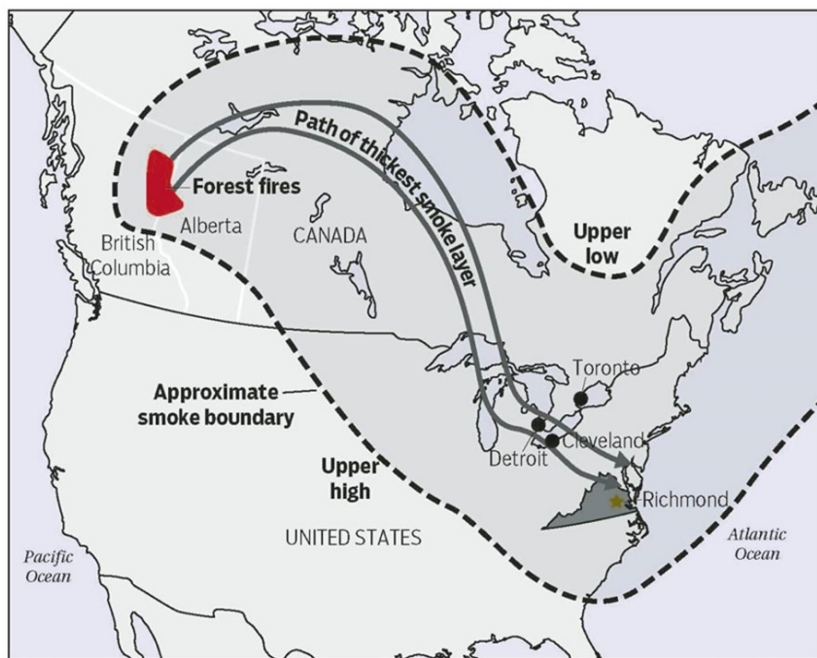 Path of thickest smoke layer
Forest fires
Alberta
British
Columbia
CANADA
Upper
low
Approximate
smoke boundary
Toronto
Detroit
Cleveland
Upper
high
Richmond
UNITED STATES
Pacific
Ocean
Atlantic
Ocean